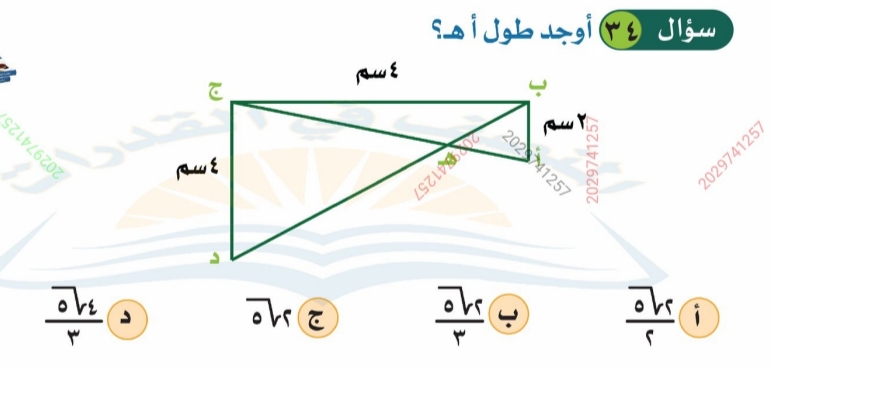 سؤال ٣٤ أوجد طول أ هـ؟
٤ سم
ج
ب
٢ سم
أ
هـ
٤ سم
د
أ ٢√٥/٢
ب ٢√٥/٣
ج ٢√٥
د ٤√٥/٣
2029741257
2029741257
2029741257
2029741257
2029741257